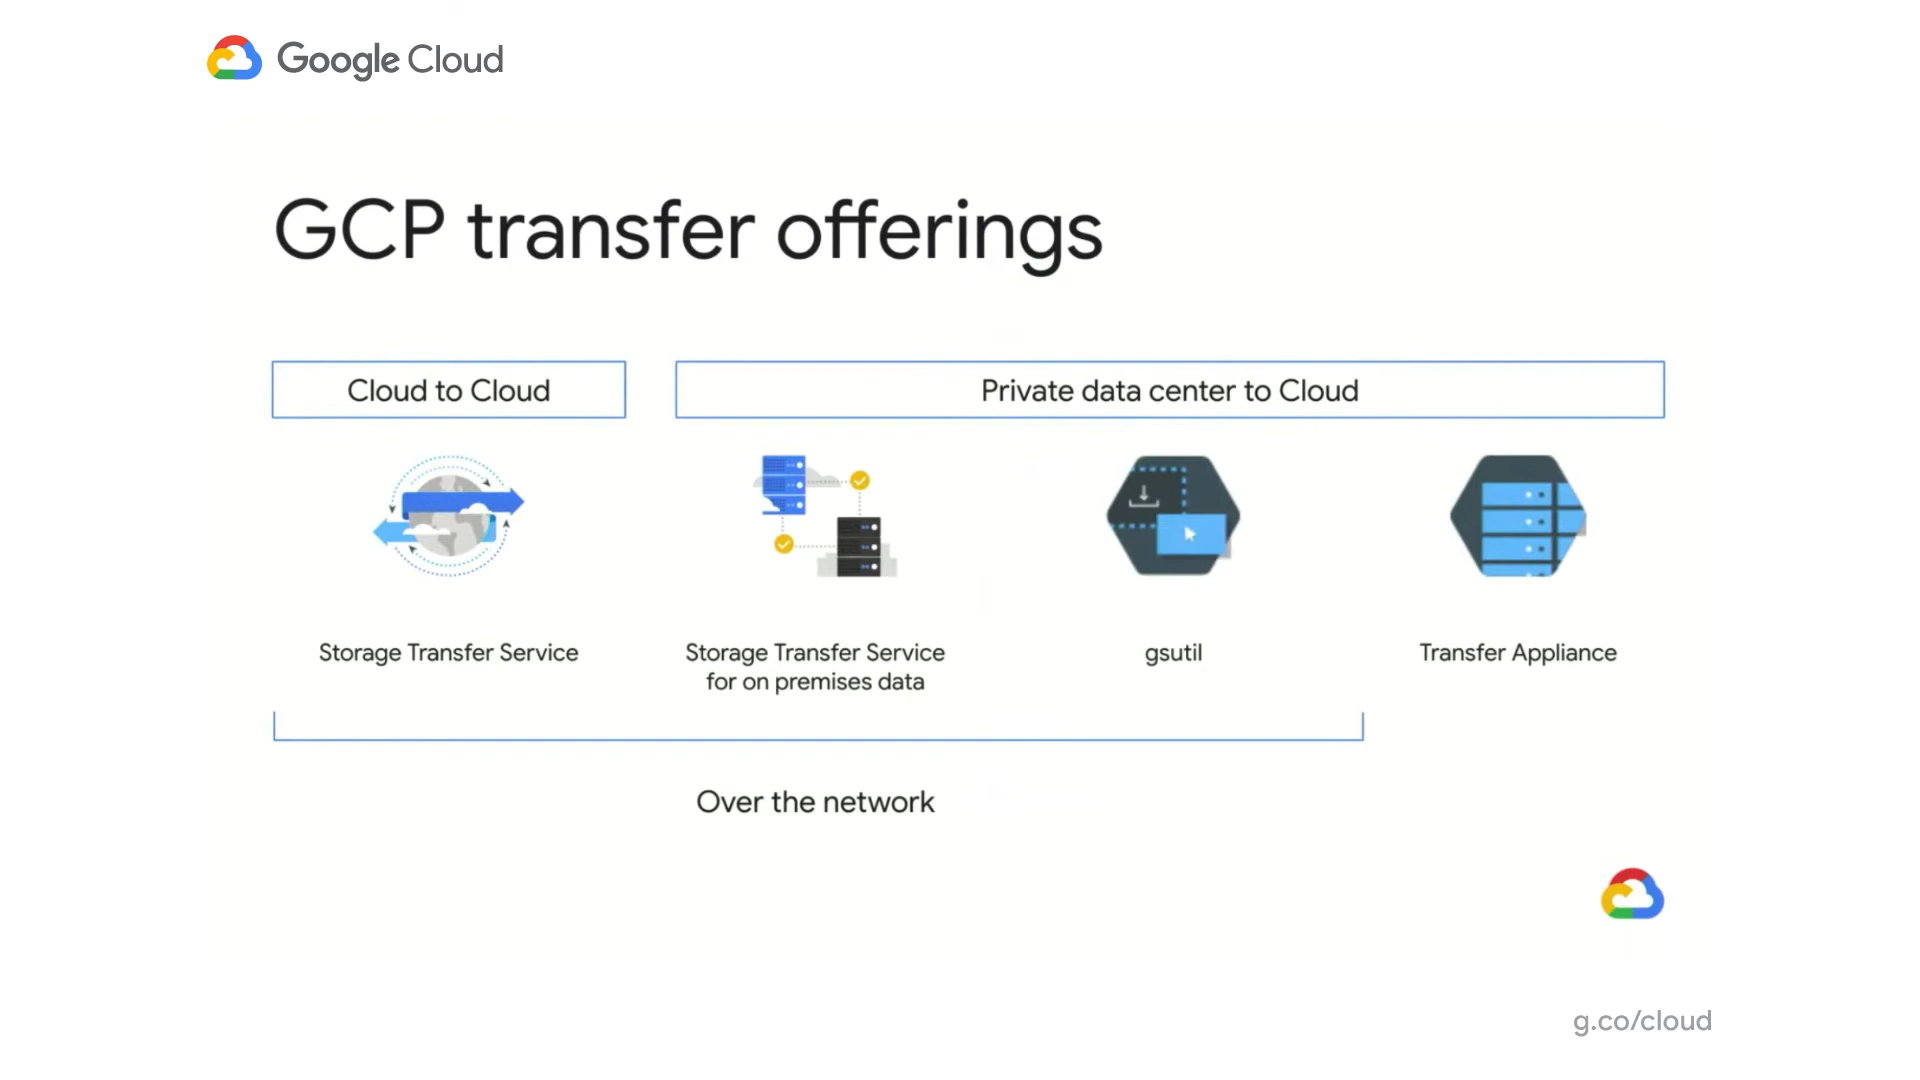 Google Cloud
GCP transfer offerings
Cloud to Cloud
Private data center to Cloud
Storage Transfer Service
Storage Transfer Service
for on premises data
gsutil
Transfer Appliance
Over the network
g.co/cloud